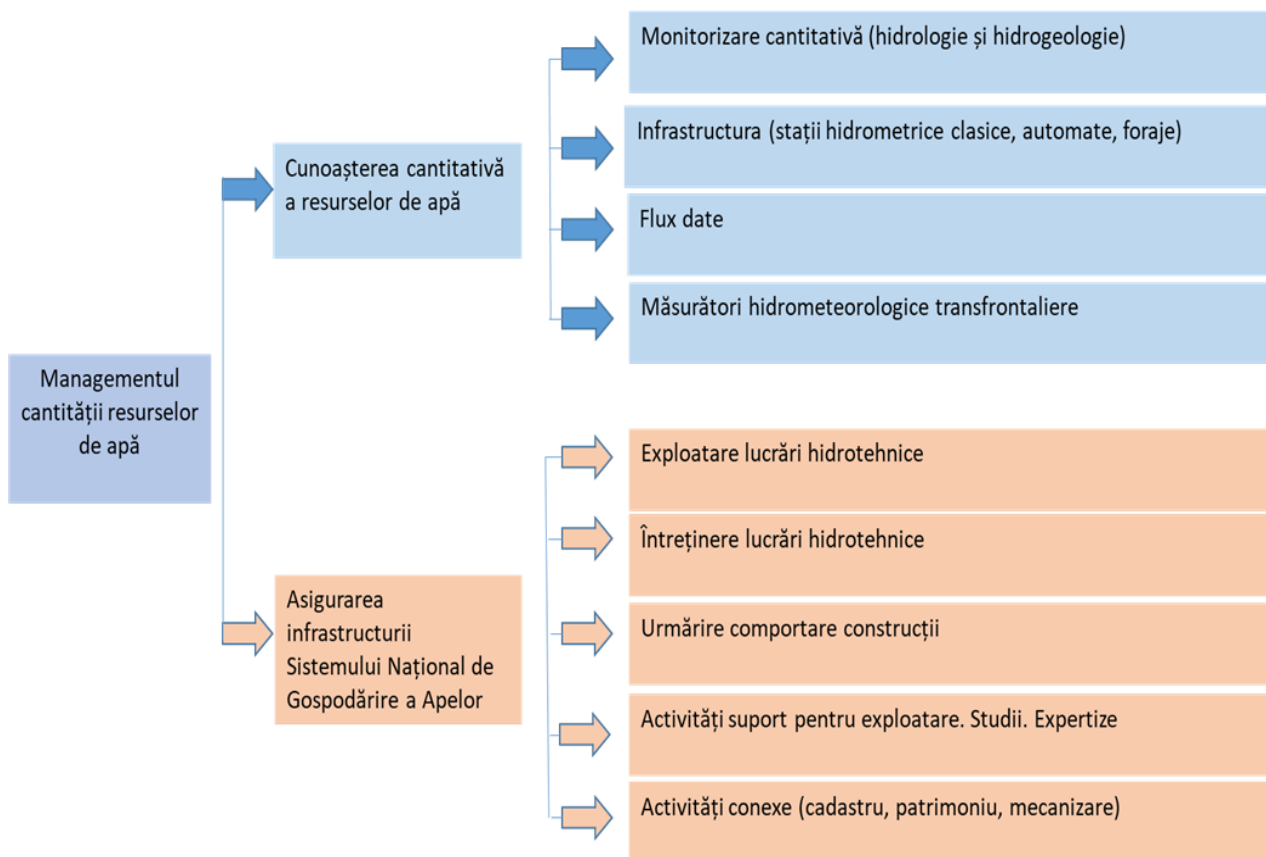 Managementul
cantității resurselor
de apă
Cunoașterea cantitativă
a resurselor de apă
Monitorizare cantitativă (hidrologie și hidrogeologie)
Infrastructura (stații hidrometrice clasice, automate, foraje)
Flux date
Măsurători hidrometeorologice transfrontaliere
Asigurarea
infrastructurii
Sistemului Național de
Gospodărire a Apelor
Exploatare lucrări hidrotehnice
Întreținere lucrări hidrotehnice
Urmărire comportare construcții
Activități suport pentru exploatare. Studii. Expertize
Activități conexe (cadastru, patrimoniu, mecanizare)